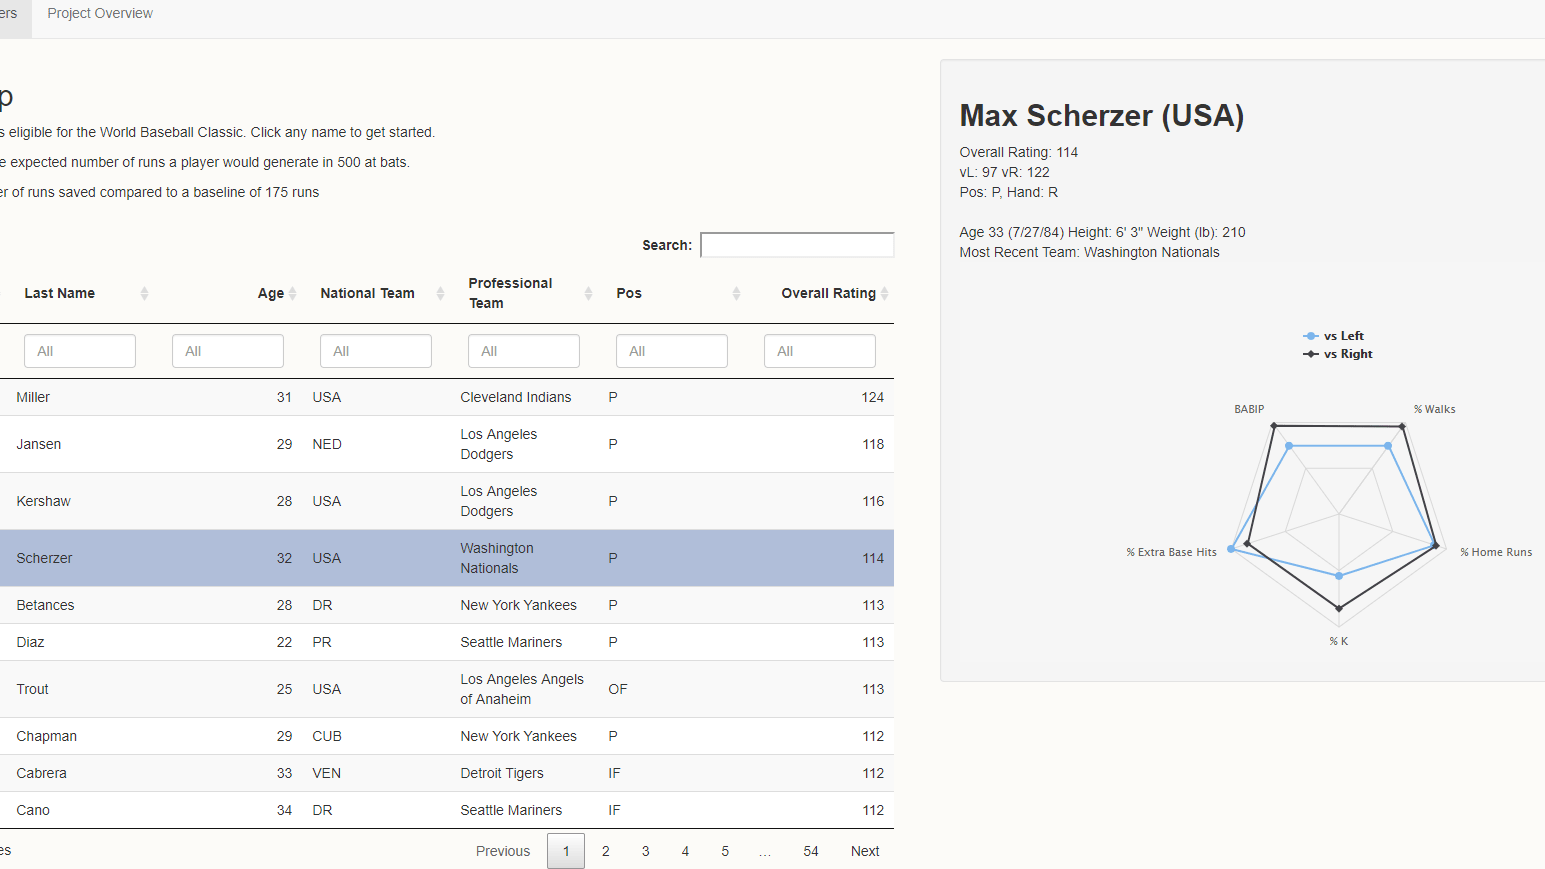 ers Project Overview
p
s eligible for the World Baseball Classic. Click any name to get started.
e expected number of runs a player would generate in 500 at bats.
er of runs saved compared to a baseline of 175 runs
Search:
Last Name Age National Team Professional Team Pos Overall Rating
All All All All All All
Miller 31 USA Cleveland Indians P 124
Jansen 29 NED Los Angeles Dodgers P 118
Kershaw 28 USA Los Angeles Dodgers P 116
Scherzer 32 USA Washington Nationals P 114
Betances 28 DR New York Yankees P 113
Diaz 22 PR Seattle Mariners P 113
Trout 25 USA Los Angeles Angels of Anaheim OF 113
Chapman 29 CUB New York Yankees P 112
Cabrera 33 VEN Detroit Tigers IF 112
Cano 34 DR Seattle Mariners IF 112
es Previous 1 2 3 4 5 … 54 Next
Max Scherzer (USA)
Overall Rating: 114
vL: 97 vR: 122
Pos: P, Hand: R
Age 33 (7/27/84) Height: 6' 3" Weight (lb): 210
Most Recent Team: Washington Nationals
vs Left
vs Right
BABIP % Walks
% Extra Base Hits % Home Runs
% K